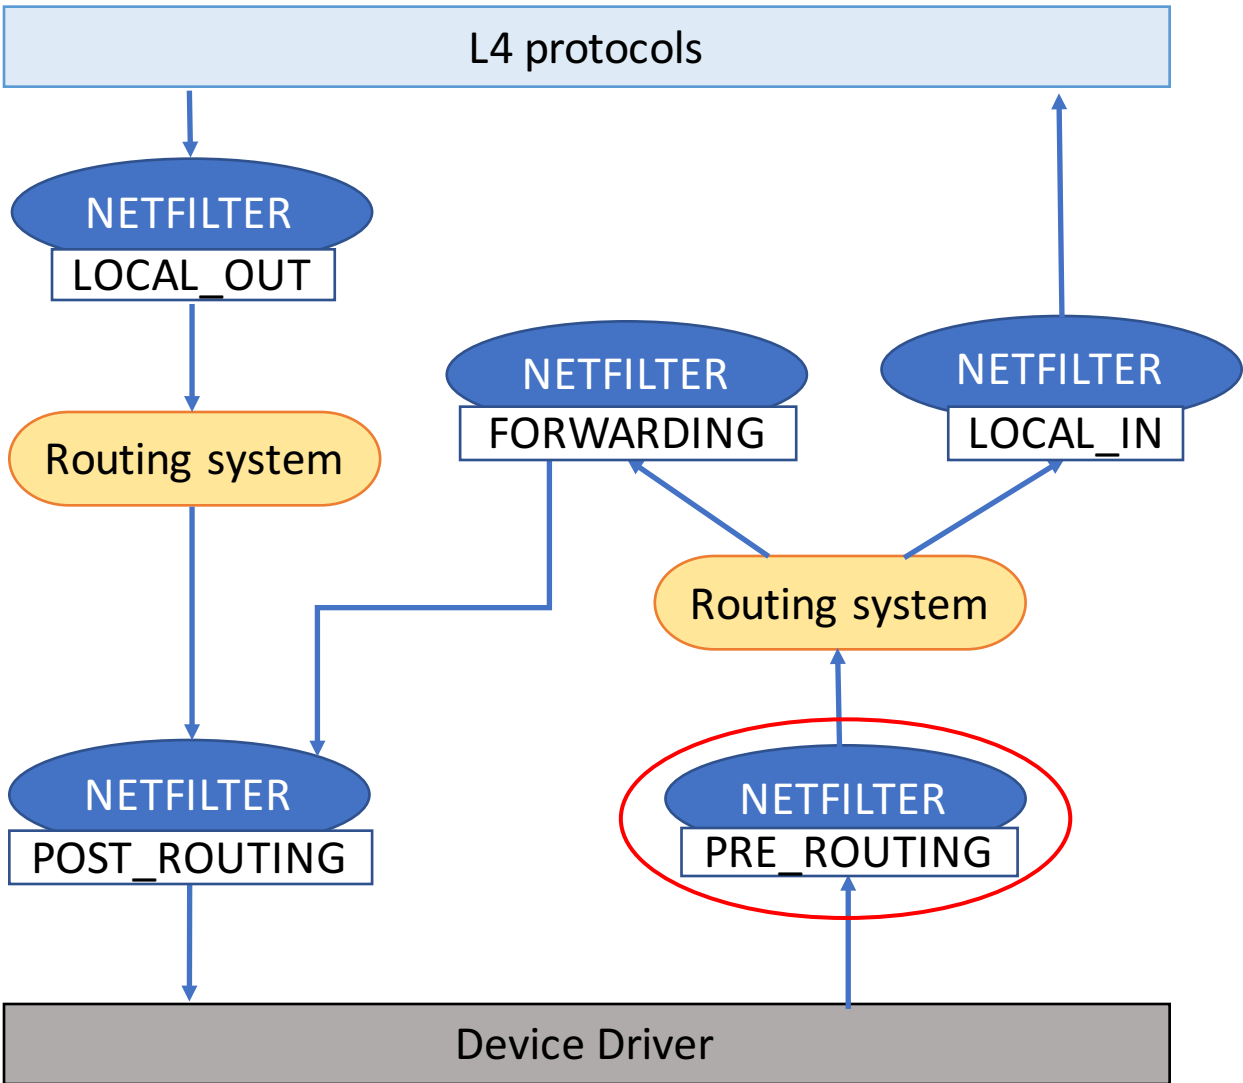 L4 protocols
NETFILTER
LOCAL_OUT
NETFILTER
FORWARDING
NETFILTER
LOCAL_IN
Routing system
Routing system
NETFILTER
POST_ROUTING
NETFILTER
PRE_ROUTING
Device Driver